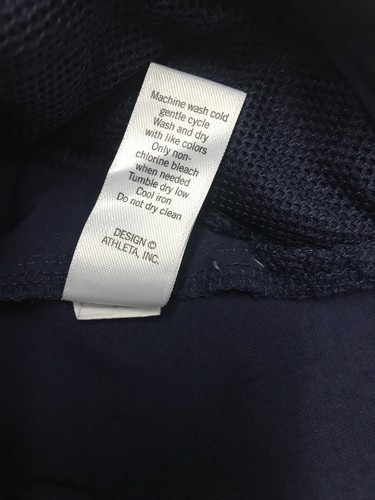 Machine wash cold
gentle cycle
Wash and dry
with like colors
Only non-
chlorine bleach
when needed
Tumble dry low
Cool iron
Do not dry clean
DESIGN ©
ATHLETA, INC.